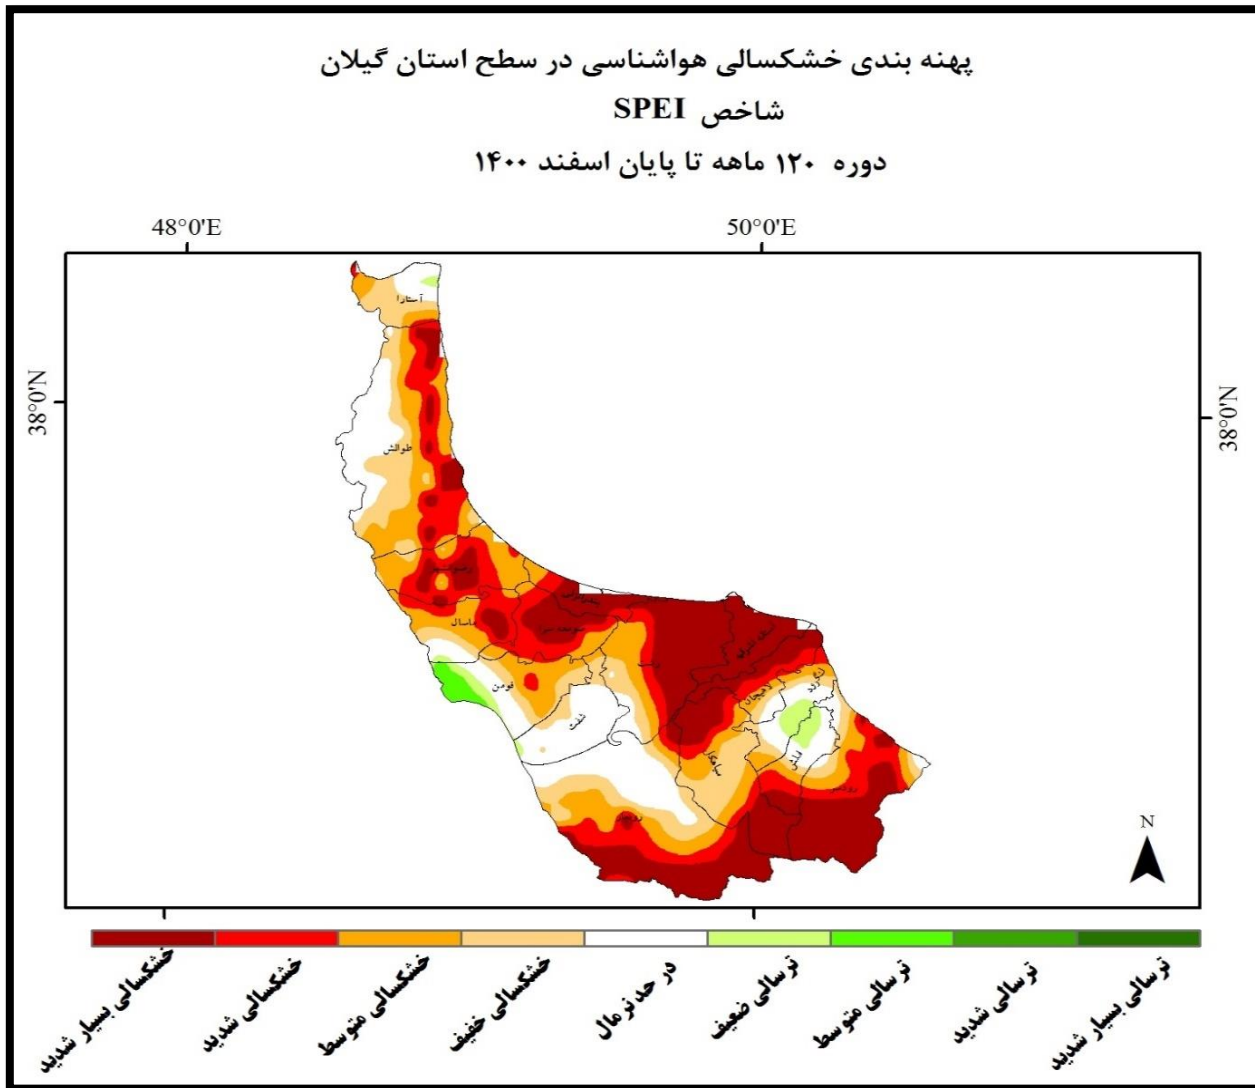 پهنه بندی خشکسالی هواشناسی در سطح استان گیلان
شاخص SPEI
دوره ۱۲۰ ماهه تا پایان اسفند ۱۴۰۰
48°0'E
50°0'E
38°0'N
38°0'N
آستارا
طوالش
رضوانشهر
ماسال
صومعه سرا
رشت
فومن
شفت
لاهیجان
لنگرود
سیاهکل
املش
رودسر
رودبار
N
خشکسالی بسیار شدید
خشکسالی شدید
خشکسالی متوسط
خشکسالی خفیف
در حد نرمال
ترسالی ضعیف
ترسالی متوسط
ترسالی شدید
ترسالی بسیار شدید